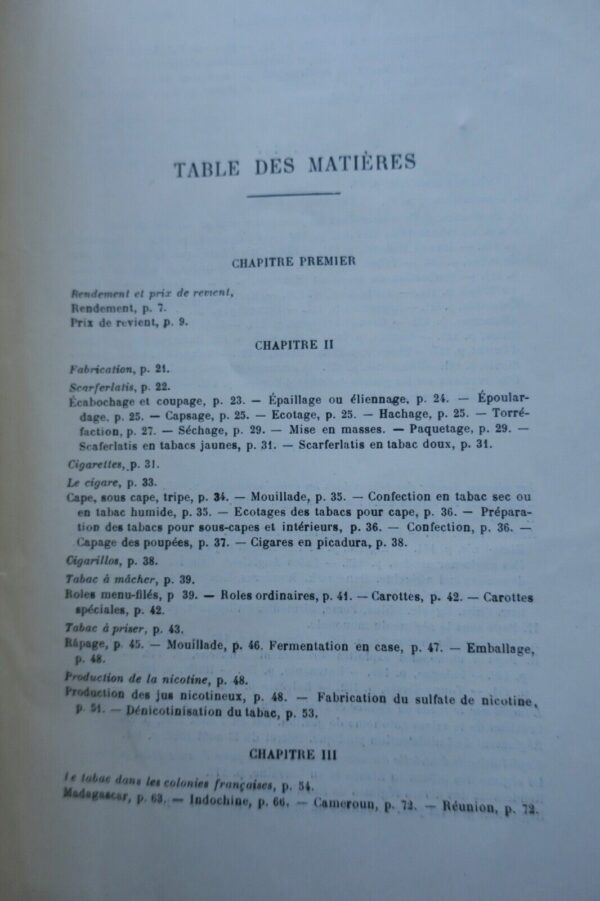 TABLE DES MATIÈRES
CHAPITRE PREMIER
Rendement et prix de revient,
Rendement, p. 7.
Prix de revient, p. 9.
CHAPITRE II
Fabrication, p. 21.
Scarferlatis, p. 22.
Écabochage et coupage, p. 23. — Épaillage ou éliennage, p. 24. — Époular-
dage, p. 25. — Capsage, p. 25. — Ecotage, p. 25. — Hachage, p. 25. — Torré-
faction, p. 27. — Séchage, p. 29. — Mise en masses. — Paquetage, p. 29. —
Scaferlatis en tabacs jaunes, p. 31. — Scarferlatis en tabac doux, p. 31.
Cigarettes, p. 31.
Le cigare, p. 33.
Cape, sous cape, tripe, p. 34. — Mouillade, p. 35. — Confection en tabac sec ou
en tabac humide, p. 35. — Ecotages des tabacs pour cape, p. 36. — Prépara-
tion des tabacs pour sous-capes et intérieurs, p. 36. — Confection, p. 36. —
Capage des poupées, p. 37. — Cigares en picadura, p. 38.
Cigarillos, p. 38.
Tabac à mâcher, p. 39.
Roles menu-filés, p 39. — Roles ordinaires, p. 41. — Carottes, p. 42. — Carottes
spéciales, p. 42.
Tabac à priser, p. 43.
Râpage, p. 45. — Mouillade, p. 46. Fermentation en case, p. 47. — Emballage,
p. 48.
Production de la nicotine, p. 48.
Production des jus nicotineux, p. 48. — Fabrication du sulfate de nicotine,
p. 51. — Dénicotinisation du tabac, p. 53.
CHAPITRE III
Le tabac dans les colonies françaises, p. 54.
Madagascar, p. 63. — Indochine, p. 66. — Cameroun, p. 72. — Réunion, p. 72.